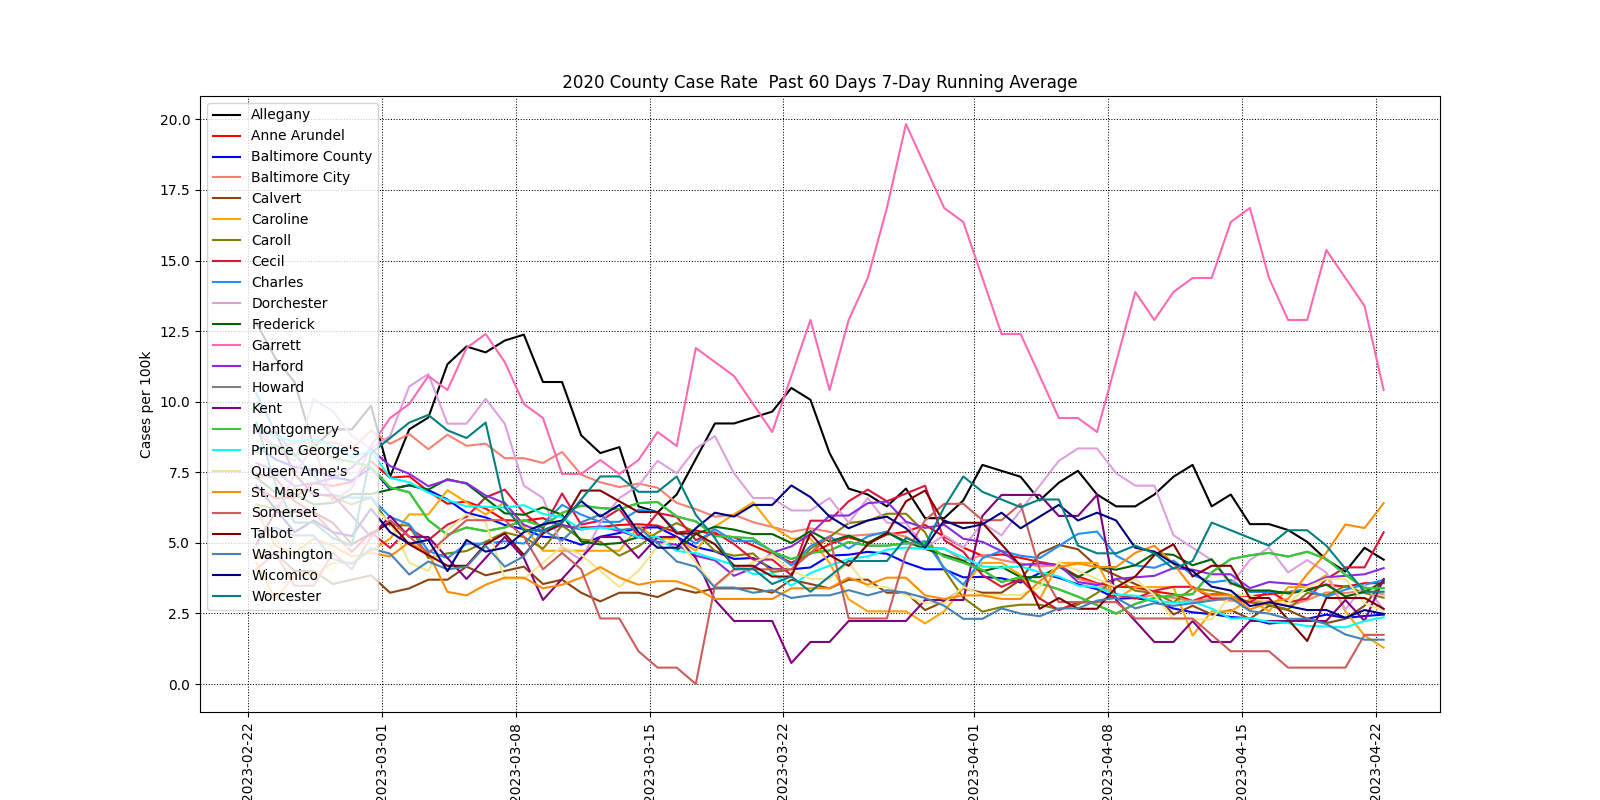 2020 County Case Rate  Past 60 Days 7-Day Running Average
Cases per 100k
20.0
17.5
15.0
12.5
10.0
7.5
5.0
2.5
0.0
Allegany
Anne Arundel
Baltimore County
Baltimore City
Calvert
Caroline
Caroll
Cecil
Charles
Dorchester
Frederick
Garrett
Harford
Howard
Kent
Montgomery
Prince George's
Queen Anne's
St. Mary's
Somerset
Talbot
Washington
Wicomico
Worcester
2023-02-22
2023-03-01
2023-03-08
2023-03-15
2023-03-22
2023-04-01
2023-04-08
2023-04-15
2023-04-22